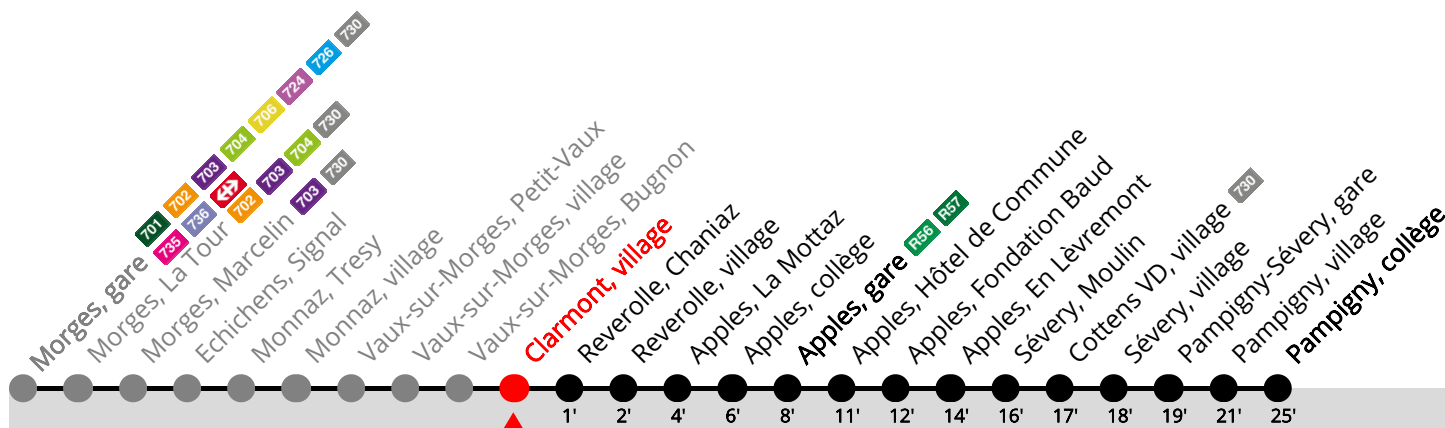 Morges, gare 701 702 703 704 706 724 726 730
735 736
Morges, La Tour 702 703 704 730
Morges, Marcelin 703 730
Echichens, Signal
Monnaz, Tresy
Monnaz, village
Vaux-sur-Morges, Petit-Vaux
Vaux-sur-Morges, village
Vaux-sur-Morges, Bugnon
Clarmont, village
Reverolle, Chaniaz
Reverolle, village
Apples, La Mottaz
Apples, collège
Apples, gare R56 R57
Apples, Hôtel de Commune
Apples, Fondation Baud
Apples, En Lèvremont
Sévery, Moulin
Cottens VD, village 730
Sévery, village
Pampigny-Sévery, gare
Pampigny, village
Pampigny, collège
1' 2' 4' 6' 8' 11' 12' 14' 16' 17' 18' 19' 21' 25'